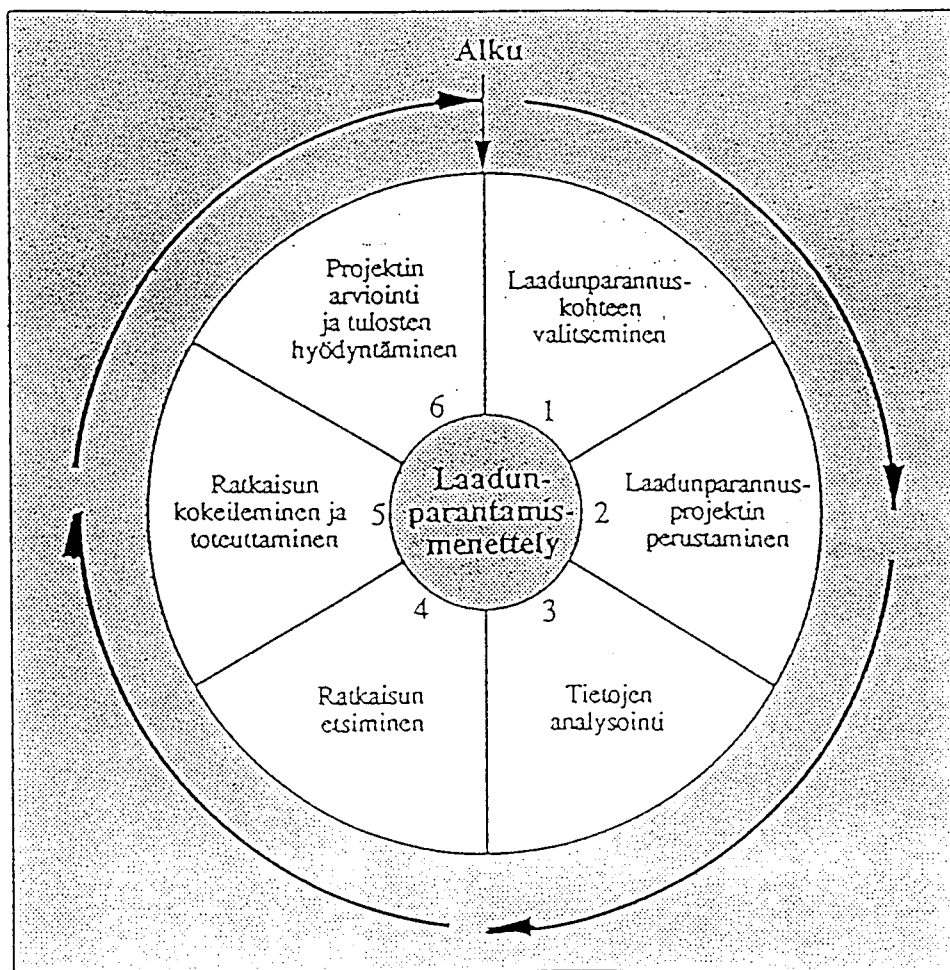 Alku
Laadunparannus-
kohteen
valitseminen
1
Laadunparannus-
projektin
perustaminen
2
Tietojen
analysointi
3
Ratkaisun
etsiminen
4
Ratkaisun
kokeileminen ja
toteuttaminen
5
Projektin
arviointi
ja tulosten
hyödyntäminen
6
Laadun-
parantamis-
menettely